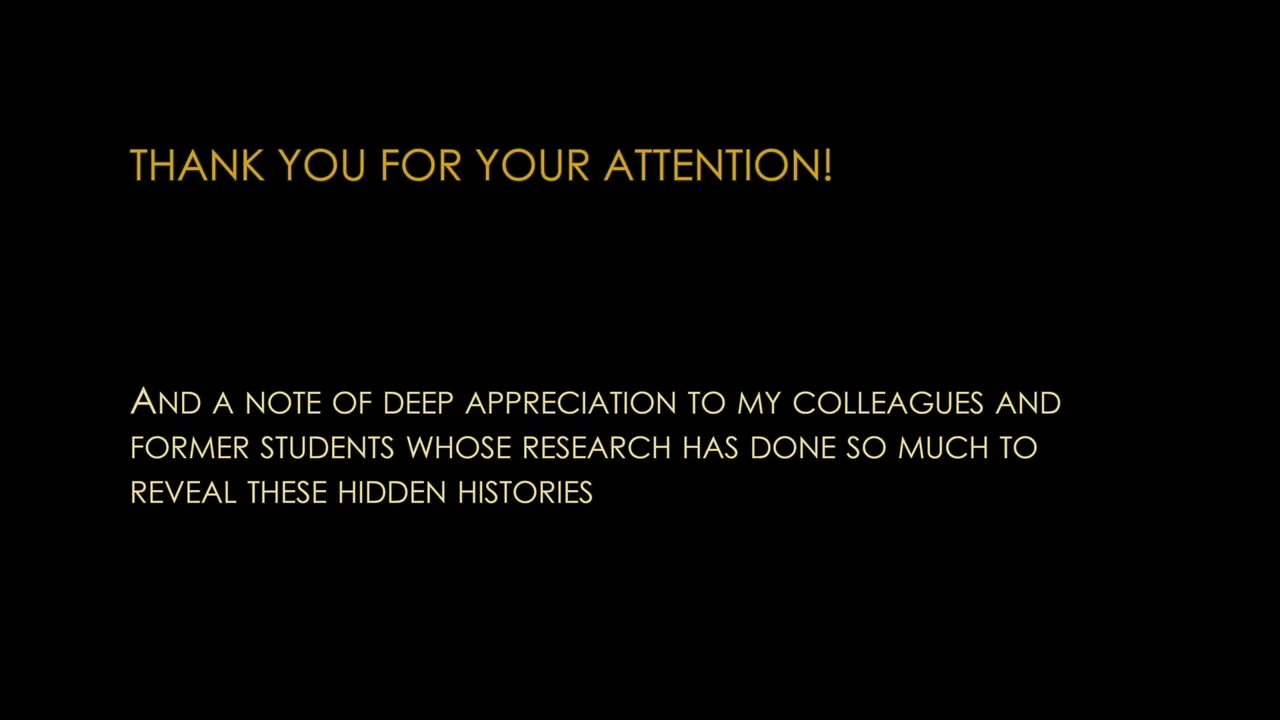 THANK YOU FOR YOUR ATTENTION!
AND A NOTE OF DEEP APPRECIATION TO MY COLLEAGUES AND
FORMER STUDENTS WHOSE RESEARCH HAS DONE SO MUCH TO
REVEAL THESE HIDDEN HISTORIES